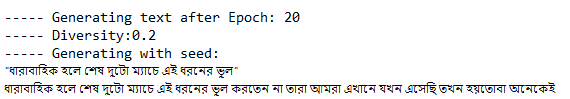 ----- Generating text after Epoch: 20
----- Diversity:0.2
----- Generating with seed:
"ধারাবাহিক হলে শেষ দুটো ম্যাচে এই ধরনের ভুল"
ধারাবাহিক হলে শেষ দুটো ম্যাচে এই ধরনের ভুল করতেন না তারা আমরা এখানে যখন এসেছি তখন হয়তোবা অনেকেই